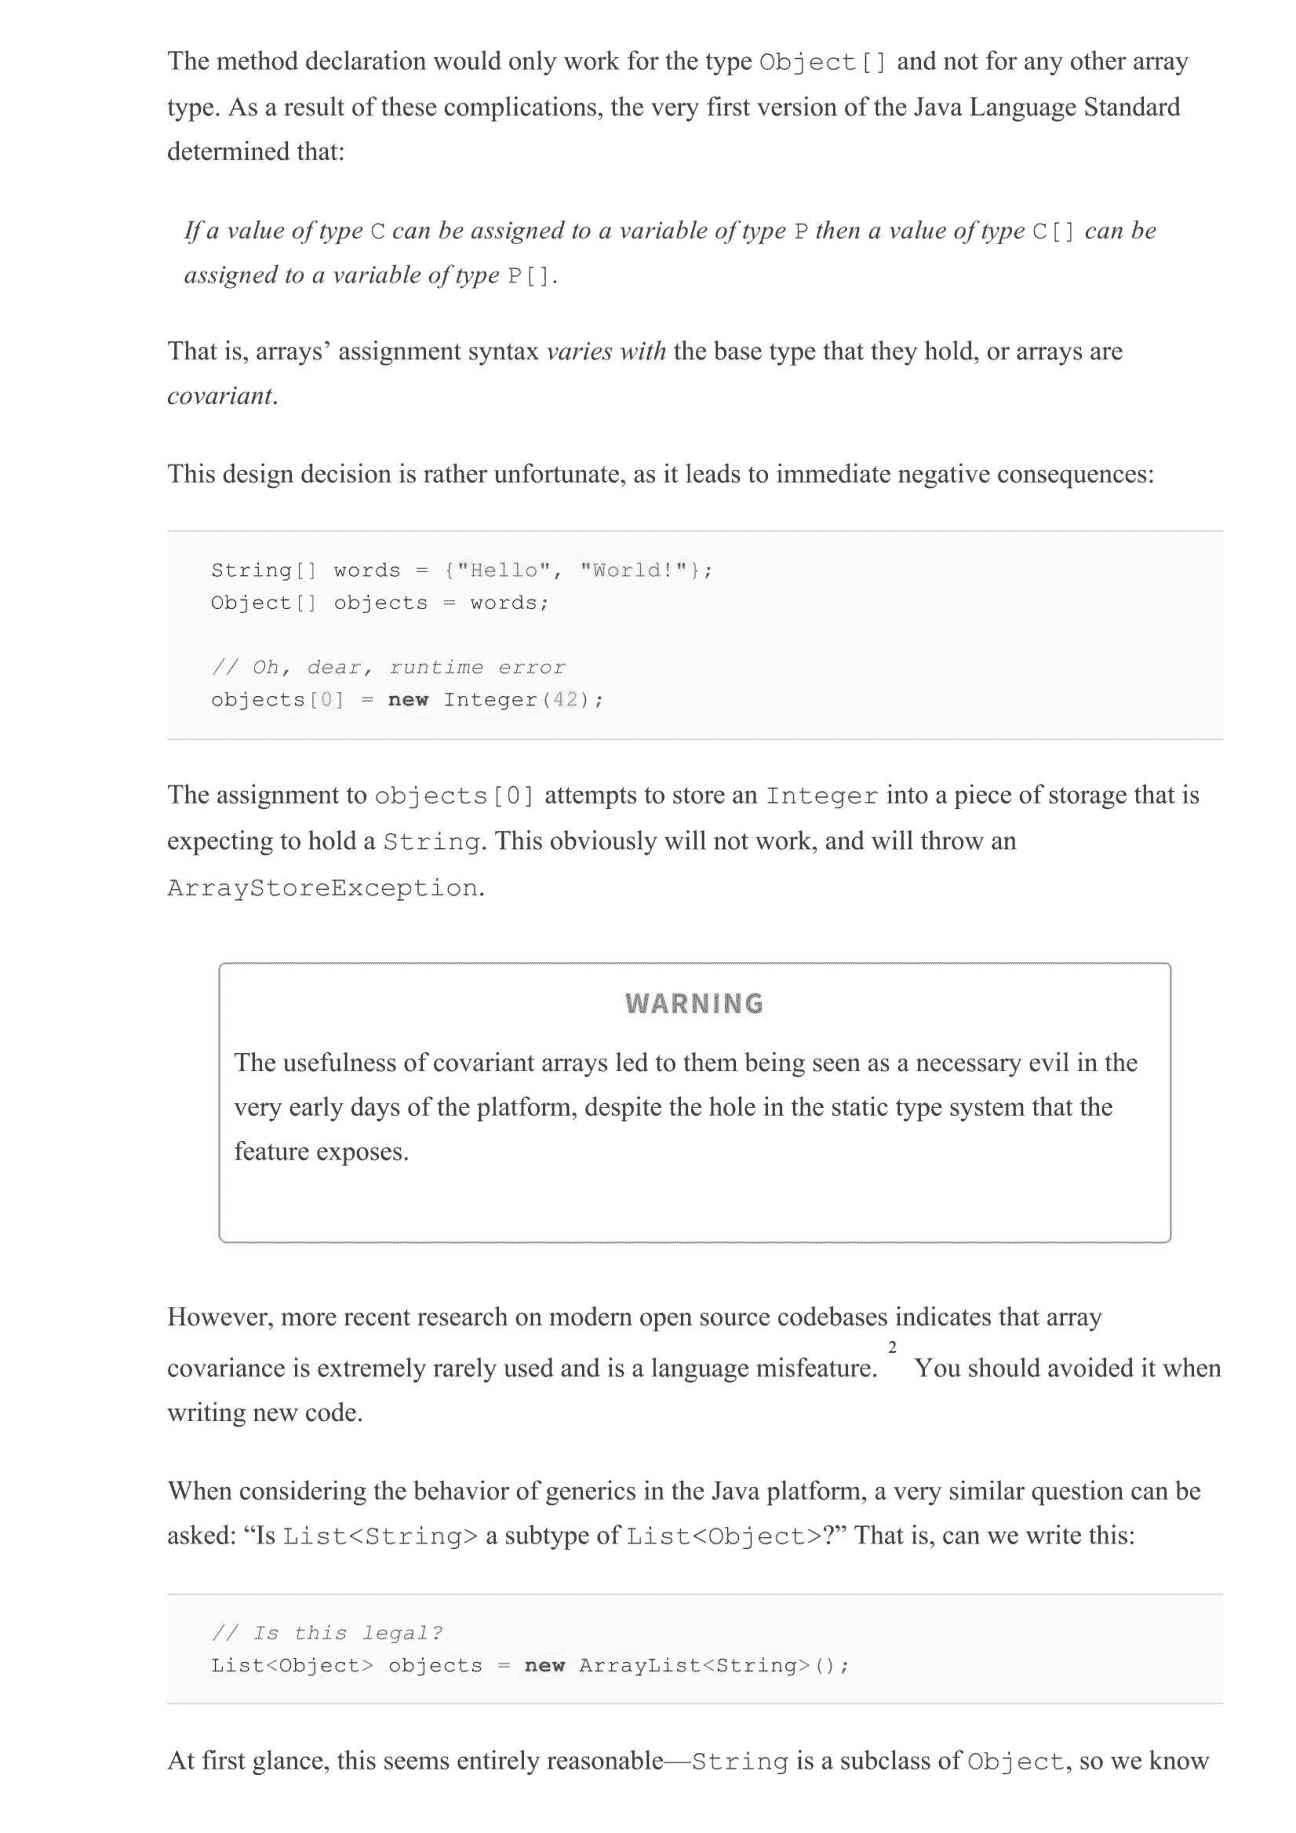 The method declaration would only work for the type Object[] and not for any other array
type. As a result of these complications, the very first version of the Java Language Standard
determined that:
If a value of type C can be assigned to a variable of type P then a value of type C[] can be
assigned to a variable of type P[].
That is, arrays’ assignment syntax varies with the base type that they hold, or arrays are
covariant.
This design decision is rather unfortunate, as it leads to immediate negative consequences:
String[] words = {"Hello", "World!"};
Object[] objects = words;
// Oh, dear, runtime error
objects[0] = new Integer(42);
The assignment to objects[0] attempts to store an Integer into a piece of storage that is
expecting to hold a String. This obviously will not work, and will throw an
ArrayStoreException.
WARNING
The usefulness of covariant arrays led to them being seen as a necessary evil in the
very early days of the platform, despite the hole in the static type system that the
feature exposes.
However, more recent research on modern open source codebases indicates that array
covariance is extremely rarely used and is a language misfeature. 2 You should avoided it when
writing new code.
When considering the behavior of generics in the Java platform, a very similar question can be
asked: “Is List<String> a subtype of List<Object>?” That is, can we write this:
// Is this legal?
List<Object> objects = new ArrayList<String>();
At first glance, this seems entirely reasonable—String is a subclass of Object, so we know